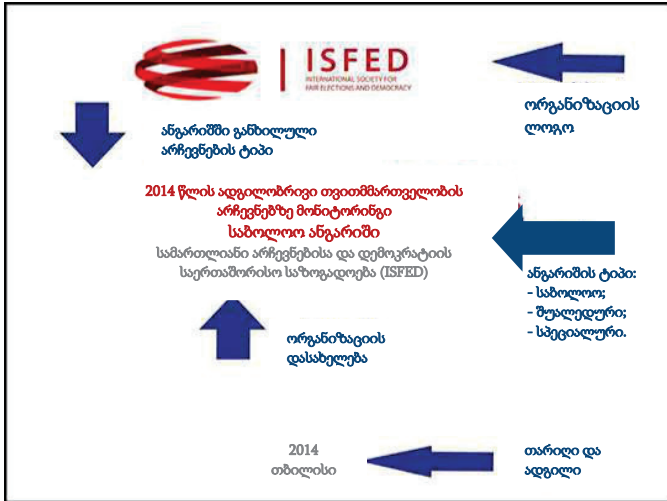 ISFED
INTERNATIONAL SOCIETY FOR
FAIR ELECTIONS AND DEMOCRACY
ორგანიზაციის
ლოგო
ანგარიშში განხილული
არჩევნების ტიპი
2014 წლის ადგილობრივი თვითმმართველობის
არჩევნებზე მონიტორინგი
საბოლოო ანგარიში
სამართლიანი არჩევნებისა და დემოკრატიის
საერთაშორისო საზოგადოება (ISFED)
ანგარიშის ტიპი:
- საბოლოო;
- შუალედური;
- სპეციალური.
ორგანიზაციის
დასახელება
2014
თბილისი
თარიღი და
ადგილი